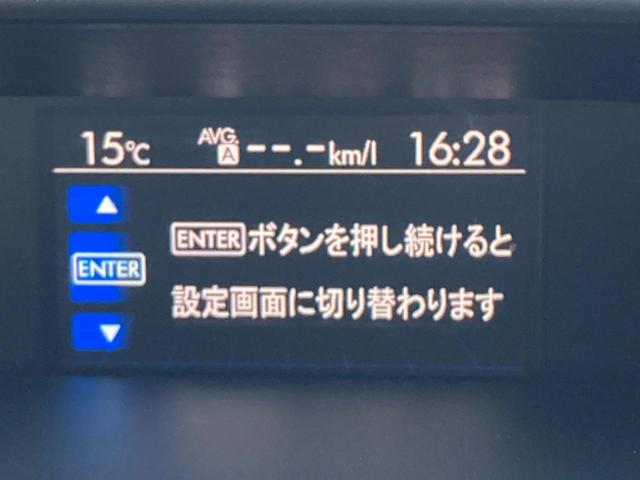 15℃ AVG. A --.-km/l 16:28
ENTERボタンを押し続けると
ENTER
設定画面に切り替わります